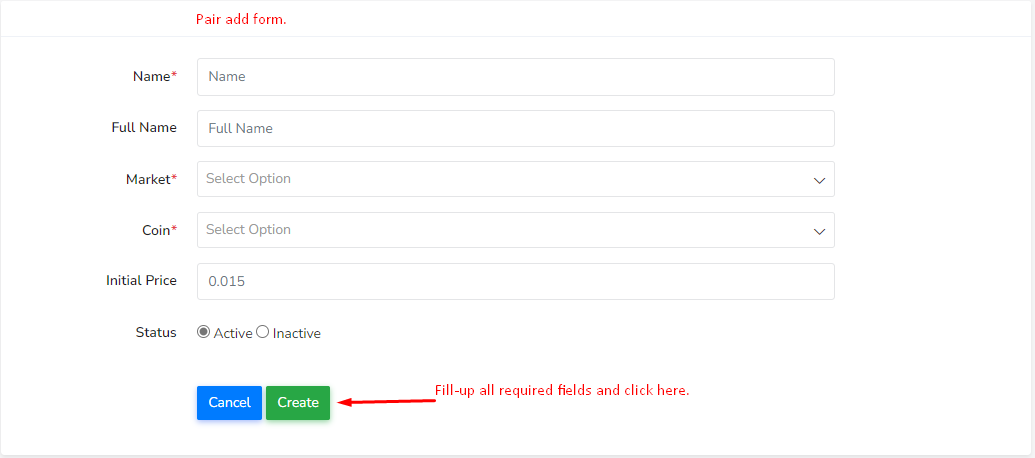 Pair add form.
Name* Name
Full Name Full Name
Market* Select Option
Coin* Select Option
Initial Price 0.015
Status Active Inactive
Fill-up all required fields and click here.
Cancel Create